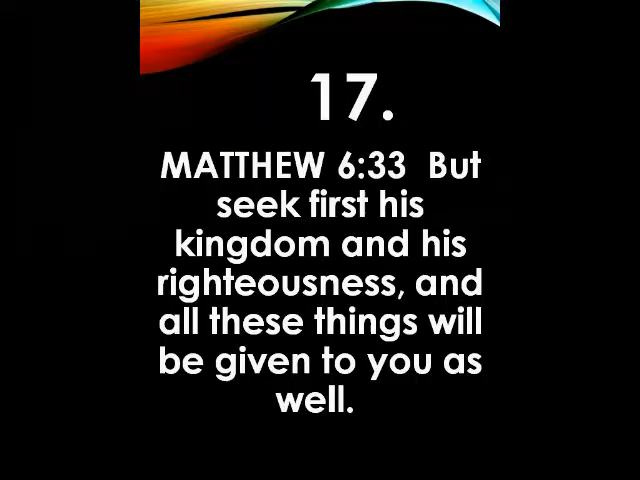 17.
MATTHEW 6:33  But
seek first his
kingdom and his
righteousness, and
all these things will
be given to you as
well.